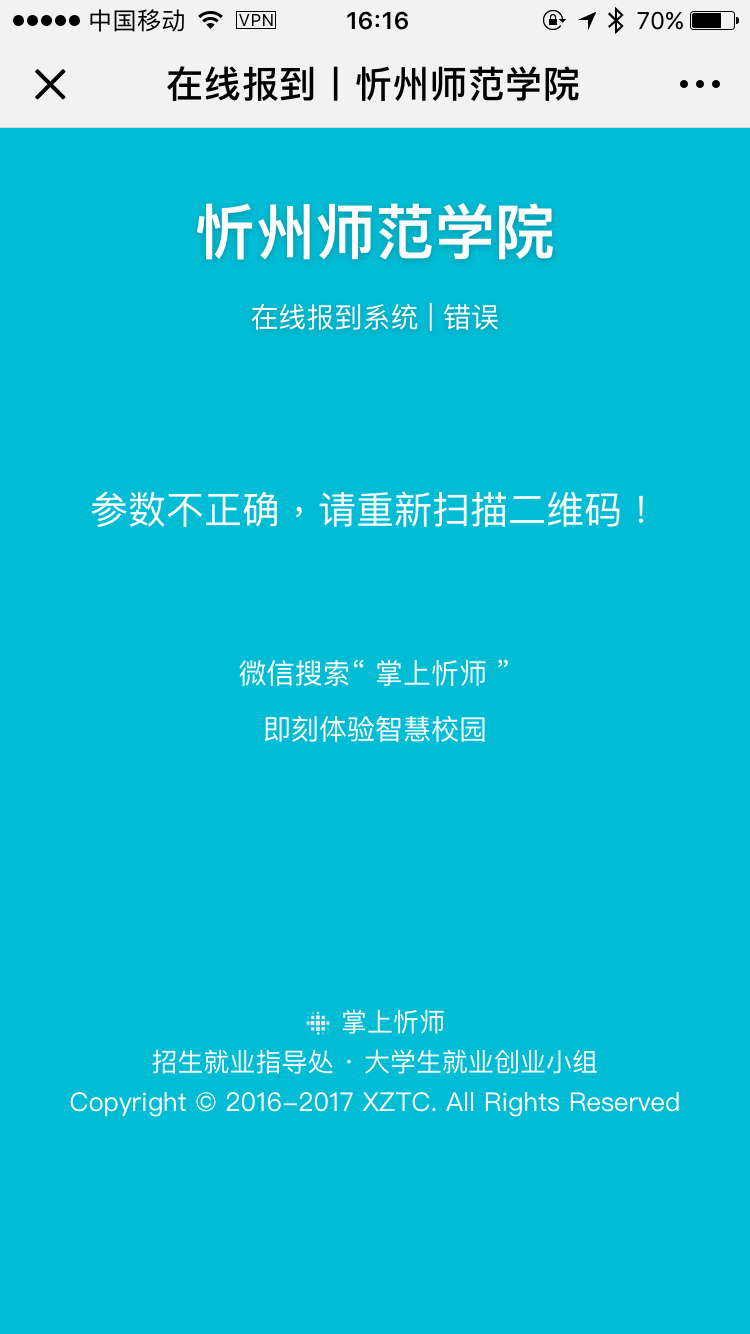 中国移动 VPN 16:16 70%
在线报到丨忻州师范学院
忻州师范学院
在线报到系统 | 错误
参数不正确，请重新扫描二维码！
微信搜索“ 掌上忻师 ”
即刻体验智慧校园
掌上忻师
招生就业指导处 · 大学生就业创业小组
Copyright © 2016-2017 XZTC. All Rights Reserved